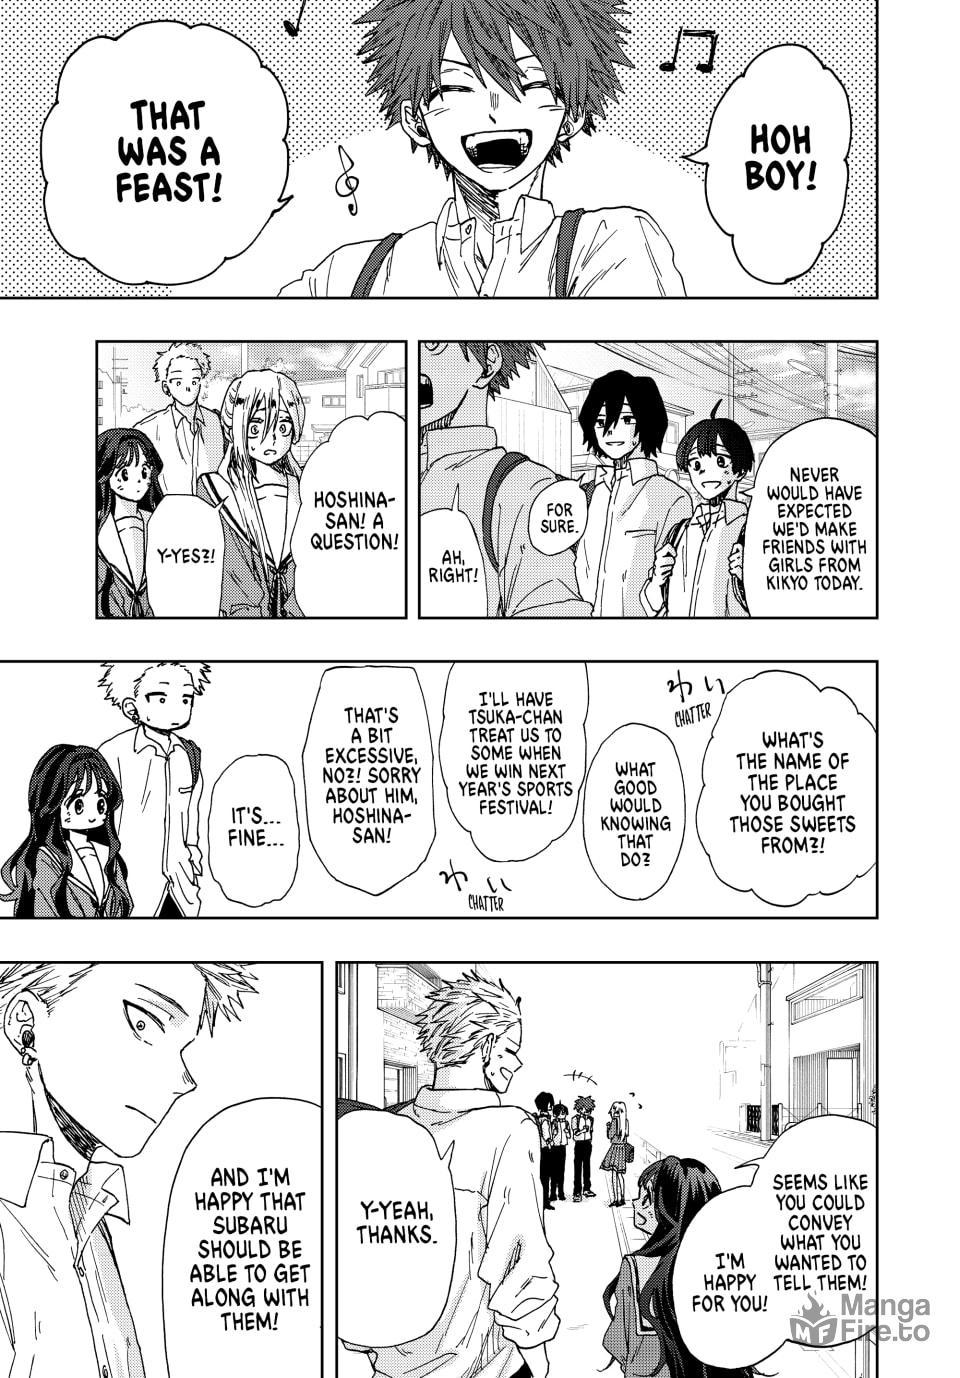 HOH
BOY!
THAT
WAS A
FEAST!
NEVER
WOULD HAVE
EXPECTED
WE'D MAKE
FRIENDS WITH
GIRLS FROM
KIKYO TODAY.
FOR
SURE.
AH,
RIGHT!
HOSHINA-
SAN! A
QUESTION!
Y-YES?!
WHAT'S
THE NAME OF
THE PLACE
YOU BOUGHT
THOSE SWEETS
FROM?!
わい
CHATTER
WHAT
GOOD
WOULD
KNOWING
THAT
DO?
I'LL HAVE
TSUKA-CHAN
TREAT US TO
SOME WHEN
WE WIN NEXT
YEAR'S SPORTS
FESTIVAL!
わい
CHATTER
THAT'S
A BIT
EXCESSIVE,
NO?! SORRY
ABOUT HIM,
HOSHINA-
SAN!
IT'S...
FINE...
SEEMS LIKE
YOU COULD
CONVEY
WHAT YOU
WANTED TO
TELL THEM!
I'M
HAPPY
FOR YOU!
Y-YEAH,
THANKS.
AND I'M
HAPPY THAT
SUBARU
SHOULD BE
ABLE TO GET
ALONG WITH
THEM!
MF
Manga
Fire.to